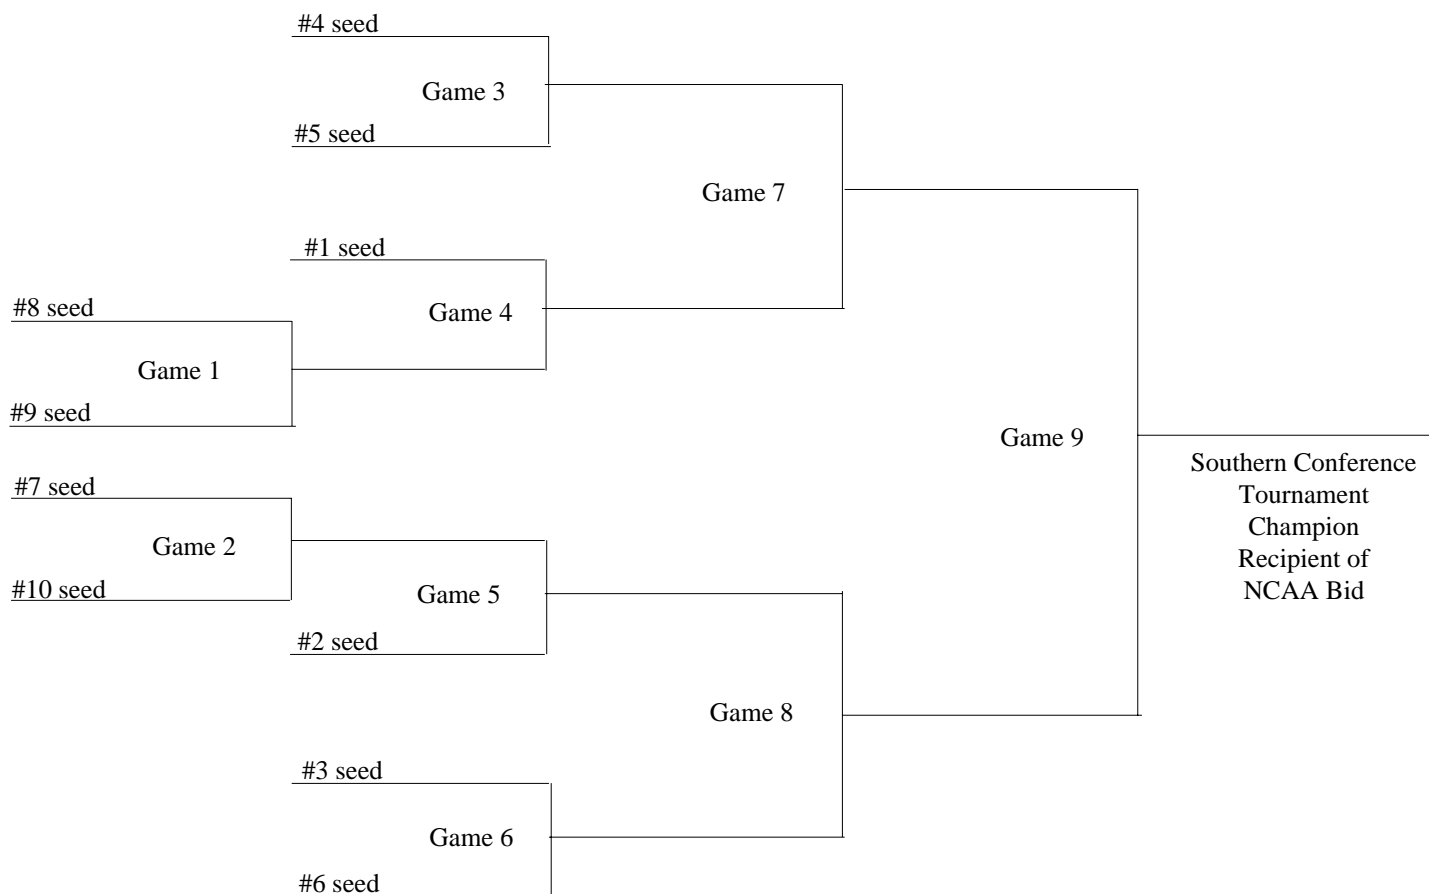 #4 seed
Game 3
#5 seed
Game 7
#1 seed
#8 seed
Game 4
Game 1
#9 seed
Game 9
Southern Conference
Tournament
Champion
Recipient of
NCAA Bid
#7 seed
Game 2
#10 seed
Game 5
#2 seed
Game 8
#3 seed
Game 6
#6 seed